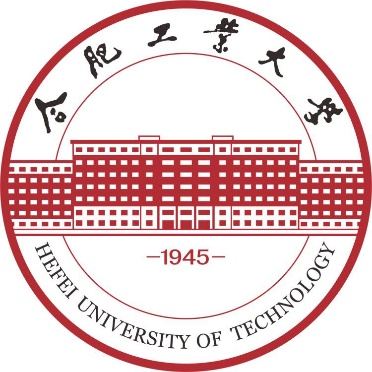 合肥工業大學
-1945-
HEFEI UNIVERSITY OF TECHNOLOGY